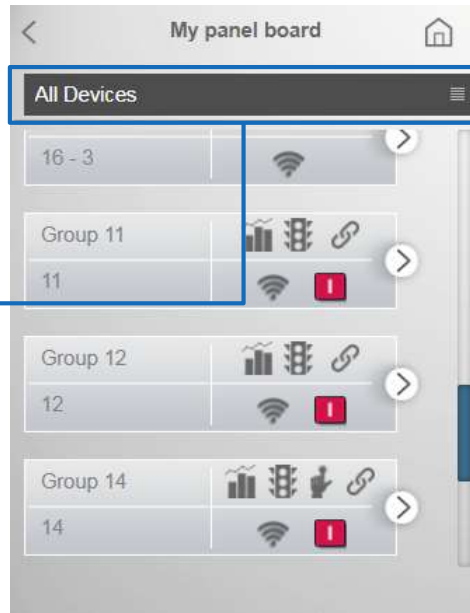 My panel board
All Devices
16 - 3
Group 11
11
I
Group 12
12
I
Group 14
14
I